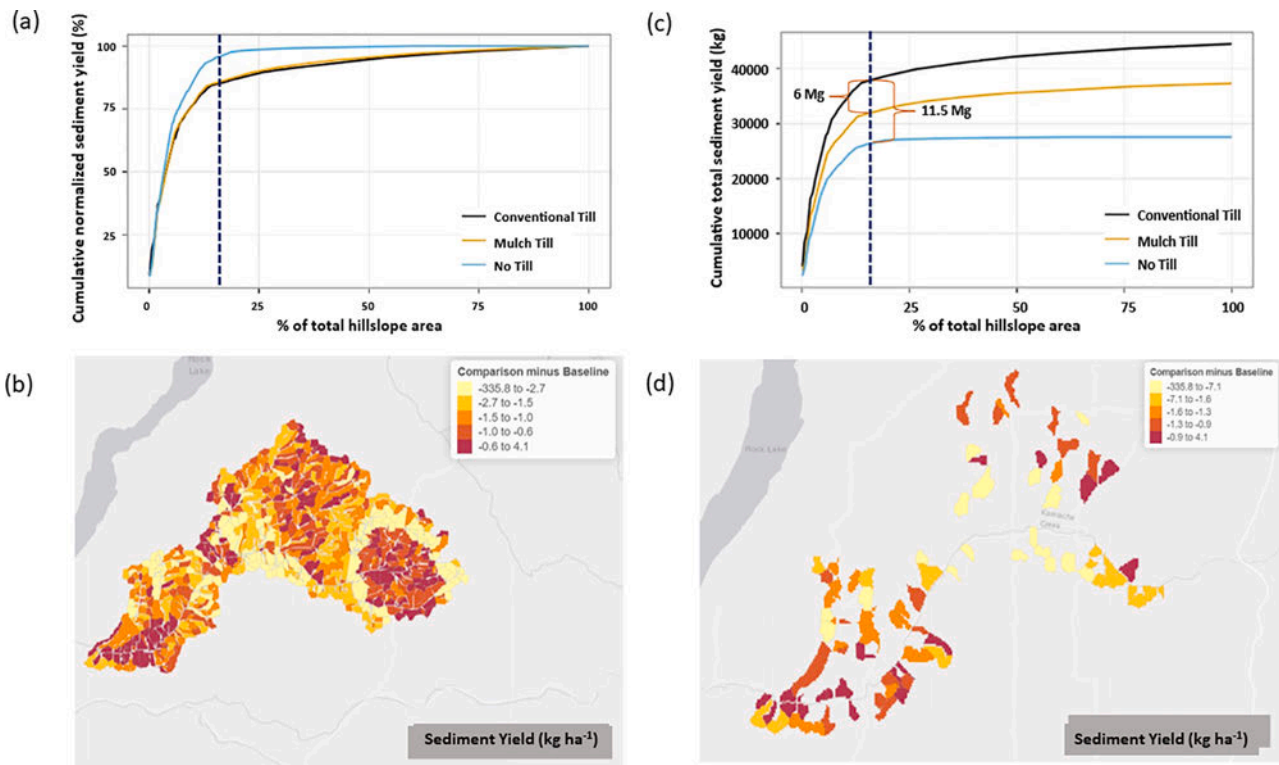 (a)
Cumulative normalized sediment yield (%)
100
75
50
25
0
25
50
75
100
% of total hillslope area
Conventional Till
Mulch Till
No Till
(c)
Cumulative total sediment yield (kg)
40000
30000
20000
10000
0
25
50
75
100
% of total hillslope area
6 Mg
11.5 Mg
Conventional Till
Mulch Till
No Till
(b)
Rock
Lake
Comparison minus Baseline
-335.8 to -2.7
-2.7 to -1.5
-1.5 to -1.0
-1.0 to -0.6
-0.6 to 4.1
Sediment Yield (kg ha⁻¹)
(d)
Rock Lake
Comparison minus Baseline
-335.8 to -7.1
-7.1 to -1.6
-1.6 to -1.3
-1.3 to -0.9
-0.9 to 4.1
Kamiache
Creek
Sediment Yield (kg ha⁻¹)